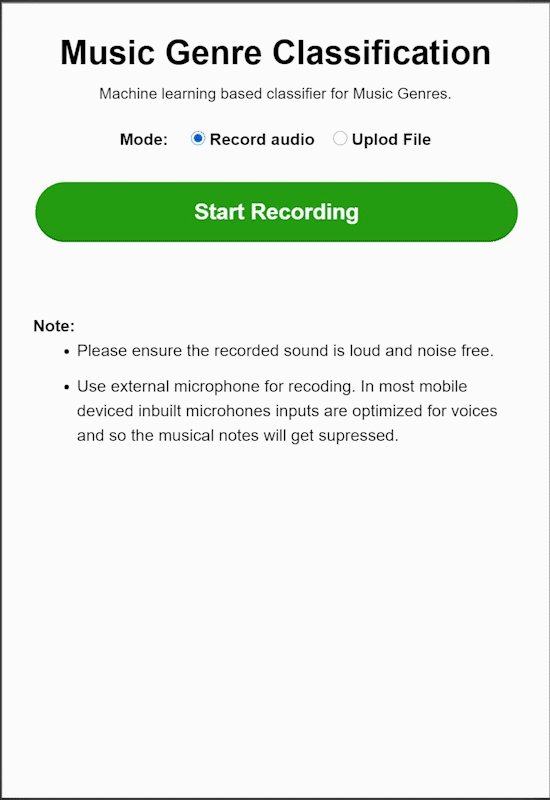 Music Genre Classification
Machine learning based classifier for Music Genres.
Mode: Record audio Uplod File
Start Recording
Note:
• Please ensure the recorded sound is loud and noise free.
• Use external microphone for recoding. In most mobile
deviced inbuilt microhones inputs are optimized for voices
and so the musical notes will get supressed.